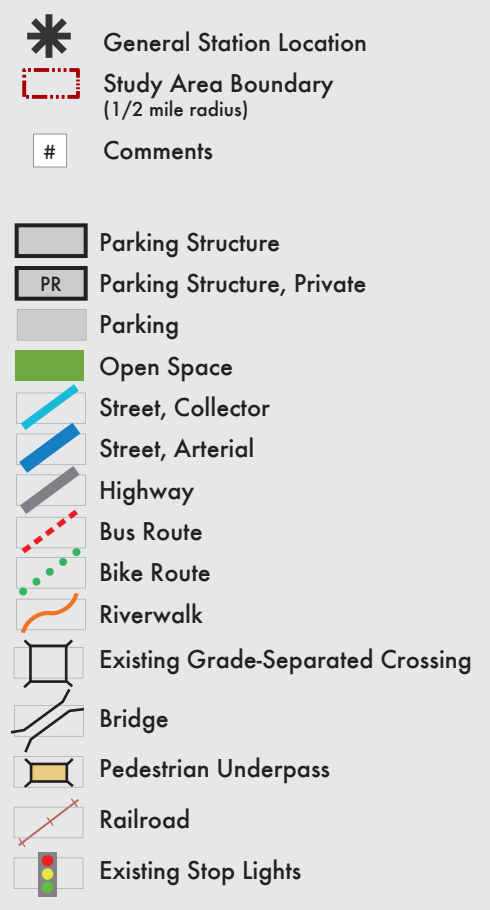 General Station Location
Study Area Boundary
(1/2 mile radius)
# Comments
Parking Structure
PR Parking Structure, Private
Parking
Open Space
Street, Collector
Street, Arterial
Highway
Bus Route
Bike Route
Riverwalk
Existing Grade-Separated Crossing
Bridge
Pedestrian Underpass
Railroad
Existing Stop Lights